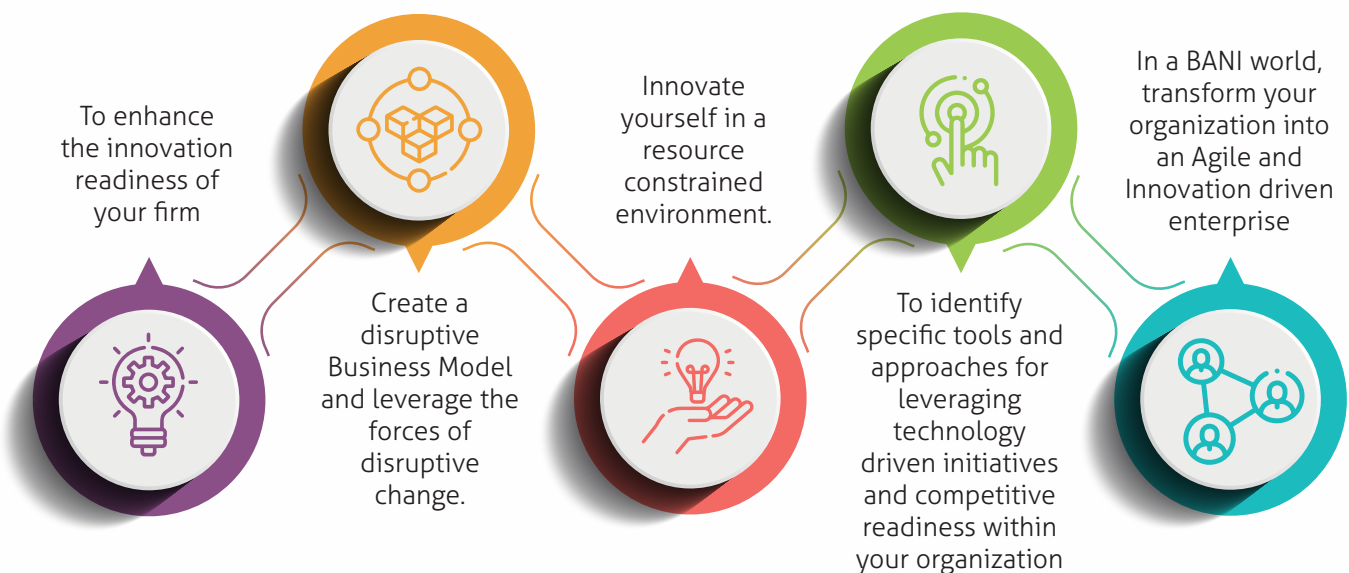 To enhance
the innovation
readiness of
your firm
Create a
disruptive
Business Model
and leverage the
forces of
disruptive
change.
Innovate
yourself in a
resource
constrained
environment.
To identify
specific tools and
approaches for
leveraging
technology
driven initiatives
and competitive
readiness within
your organization
In a BANI world,
transform your
organization into
an Agile and
Innovation driven
enterprise